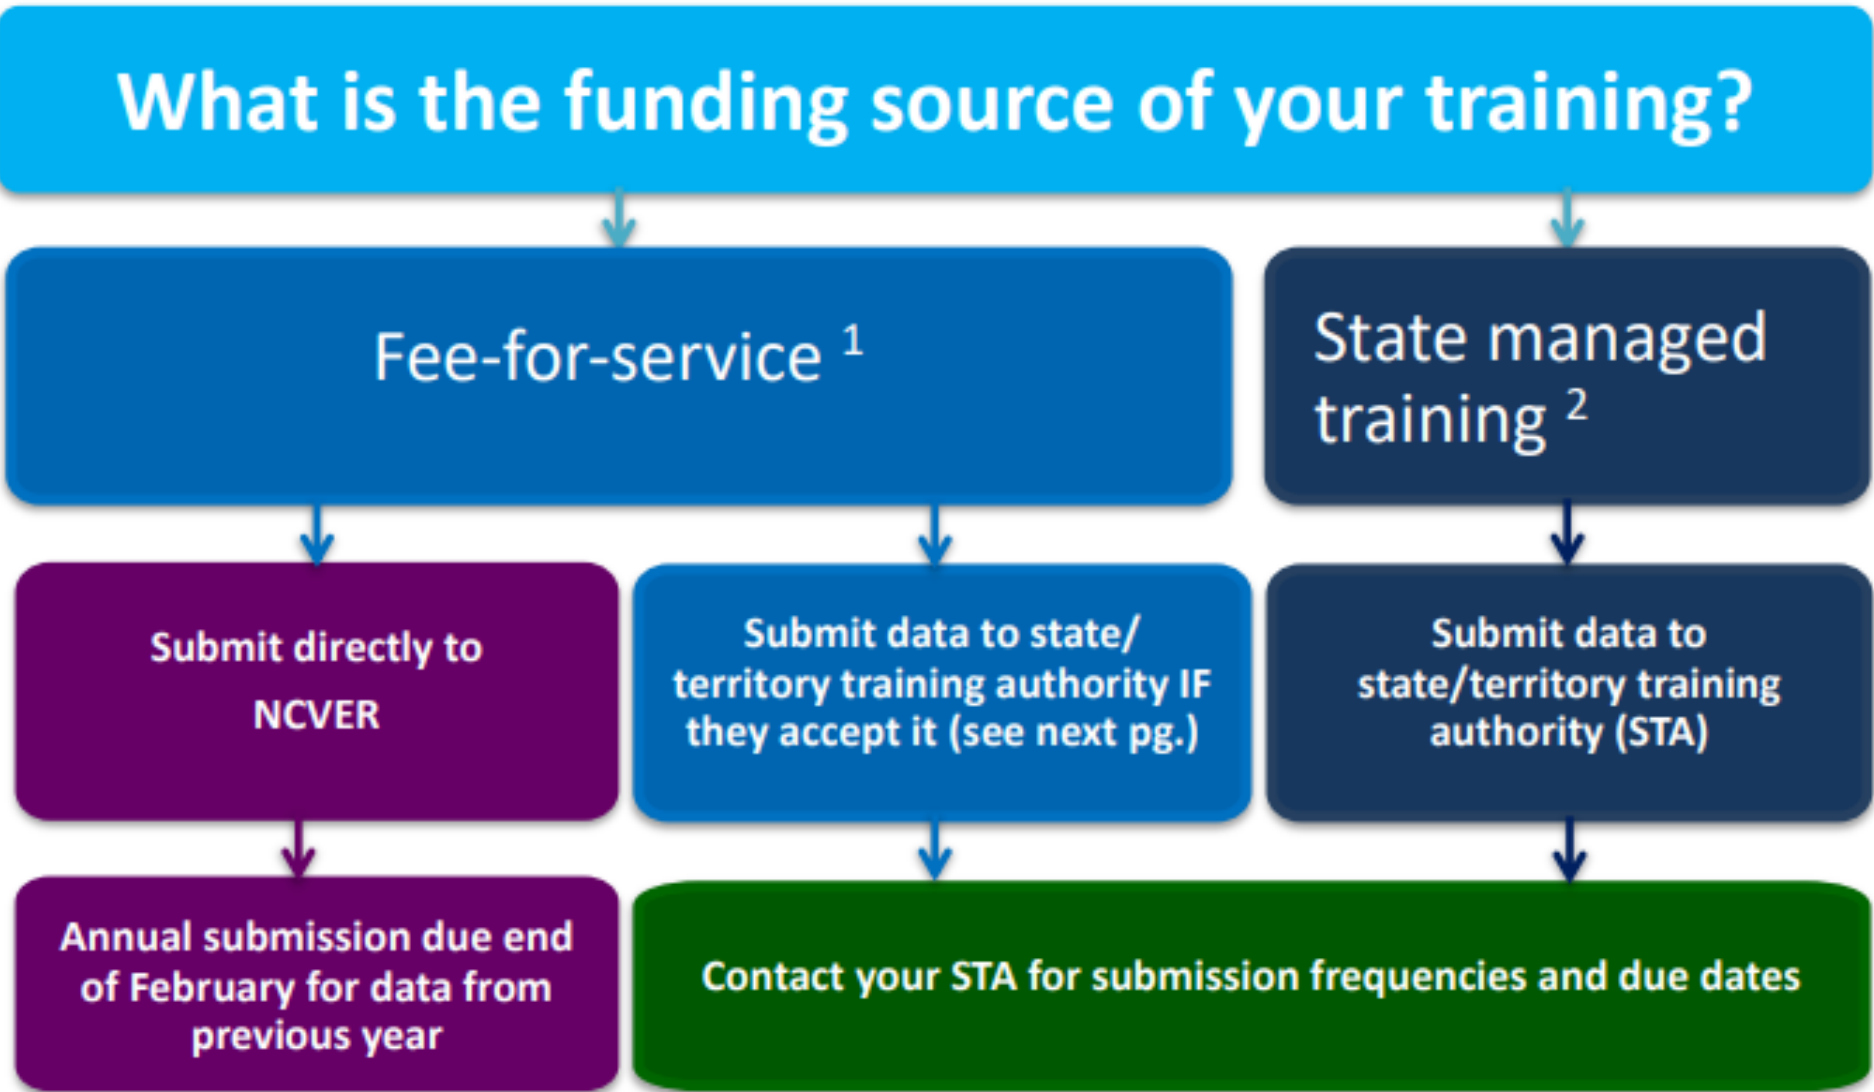 What is the funding source of your training?
Fee-for-service 1
State managed
training 2
Submit directly to
NCVER
Submit data to state/
territory training authority IF
they accept it (see next pg.)
Submit data to
state/territory training
authority (STA)
Annual submission due end
of February for data from
previous year
Contact your STA for submission frequencies and due dates